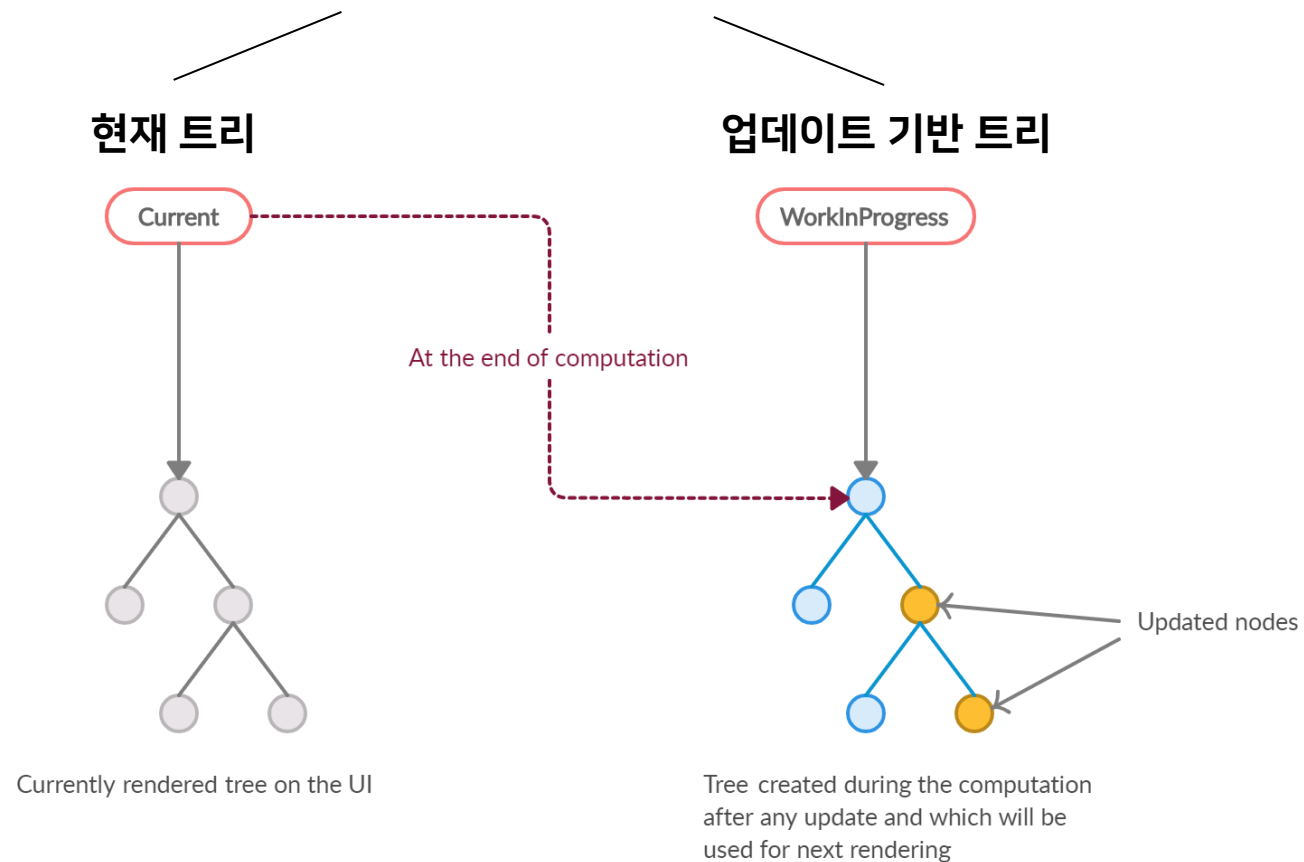 현재 트리
업데이트 기반 트리
Current
WorkInProgress
At the end of computation
Updated nodes
Currently rendered tree on the UI
Tree created during the computation
after any update and which will be
used for next rendering